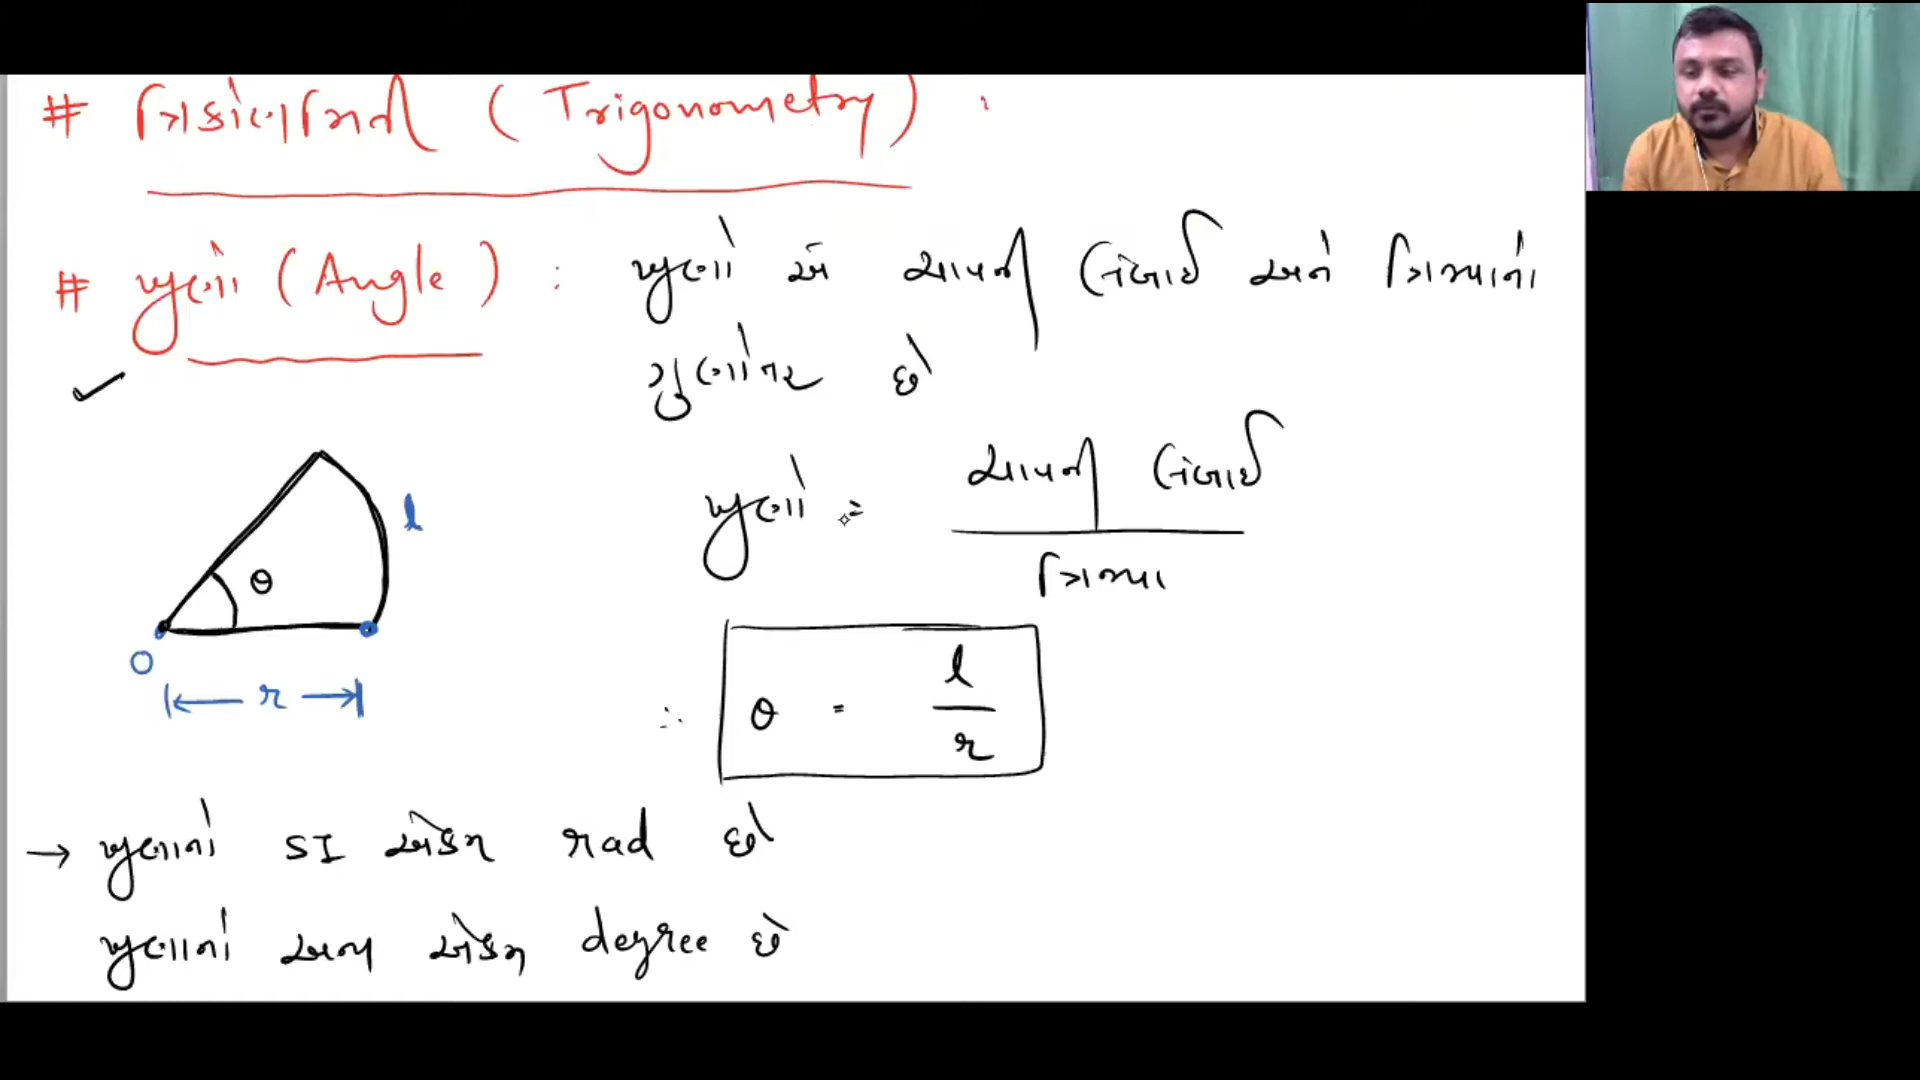 # ત્રિકોણમિતી (Trigonometry) :
# ખુણો (Angle) : ખુણો એ ચાપની લંબાઈ અને ત્રિજ્યાનો
ગુણોત્તર છે
ખુણો = ચાપની લંબાઈ
ત્રિજ્યા
∴ θ = l
r
θ
l
O
r
→ ખુણાનો SI એકમ rad છે
ખુણાનો અન્ય એકમ degree છે